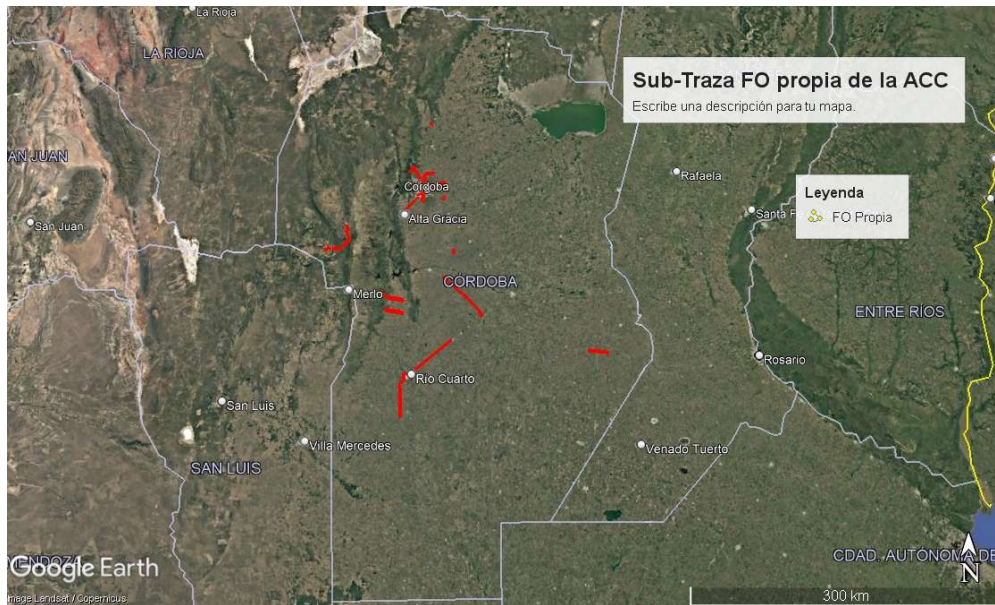 La Rioja
LA RIOJA
Sub-Traza FO propia de la ACC
Escribe una descripción para tu mapa.
AN JUAN
San Juan
Córdoba
Alta Gracia
Rafaela
Leyenda
FO Propia
Santa F
CÓRDOBA
Merlo
ENTRE RÍOS
Rosario
Río Cuarto
San Luis
Villa Mercedes
Venado Tuerto
SAN LUIS
MENDOZA
CDAD. AUTÓNOMA DE
Google Earth
N
Image Landsat / Copernicus
300 km